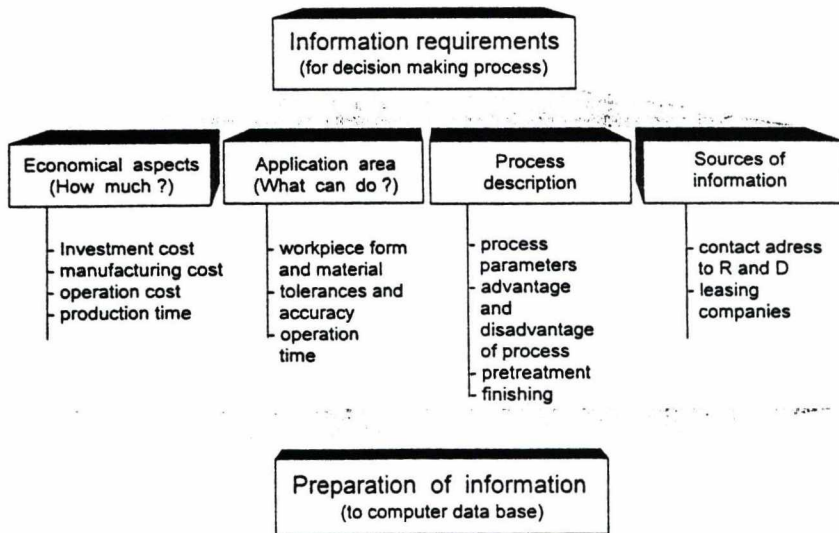 Information requirements
(for decision making process)
Economical aspects
(How much ?)
- Investment cost
- manufacturing cost
- operation cost
- production time
Application area
(What can do ?)
- workpiece form
and material
- tolerances and
accuracy
- operation
time
Process
description
- process
parameters
- advantage
and
disadvantage
of process
- pretreatment
- finishing
Sources of
information
- contact adress
to R and D
- leasing
companies
Preparation of information
(to computer data base)